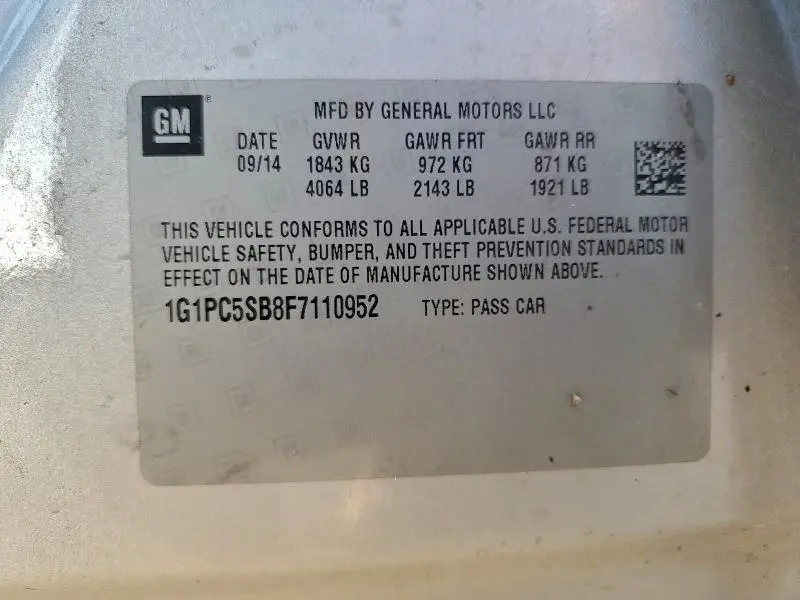 GM®
MFD BY GENERAL MOTORS LLC
DATE GVWR GAWR FRT GAWR RR
09/14 1843 KG 972 KG 871 KG
4064 LB 2143 LB 1921 LB
THIS VEHICLE CONFORMS TO ALL APPLICABLE U.S. FEDERAL MOTOR
VEHICLE SAFETY, BUMPER, AND THEFT PREVENTION STANDARDS IN
EFFECT ON THE DATE OF MANUFACTURE SHOWN ABOVE.
1G1PC5SB8F7110952 TYPE: PASS CAR